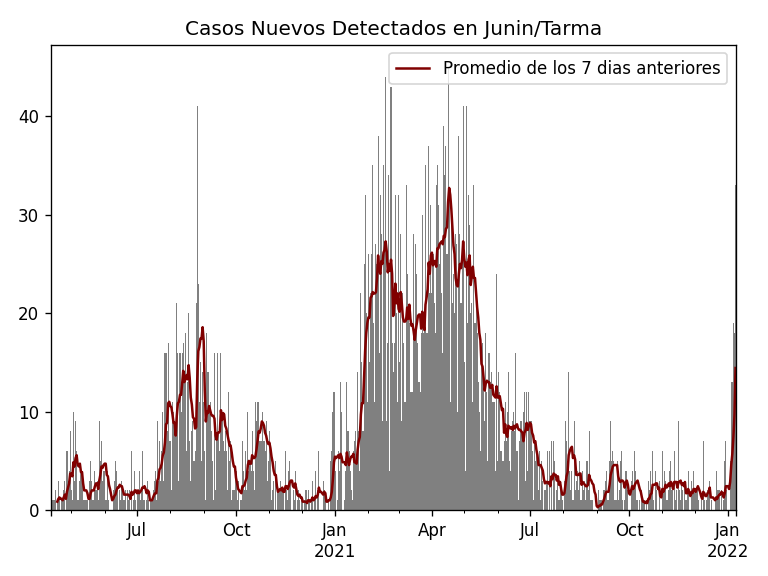 Casos Nuevos Detectados en Junin/Tarma
Promedio de los 7 dias anteriores
40
30
20
10
0
Jul
Oct
Jan
2021
Apr
Jul
Oct
Jan
2022